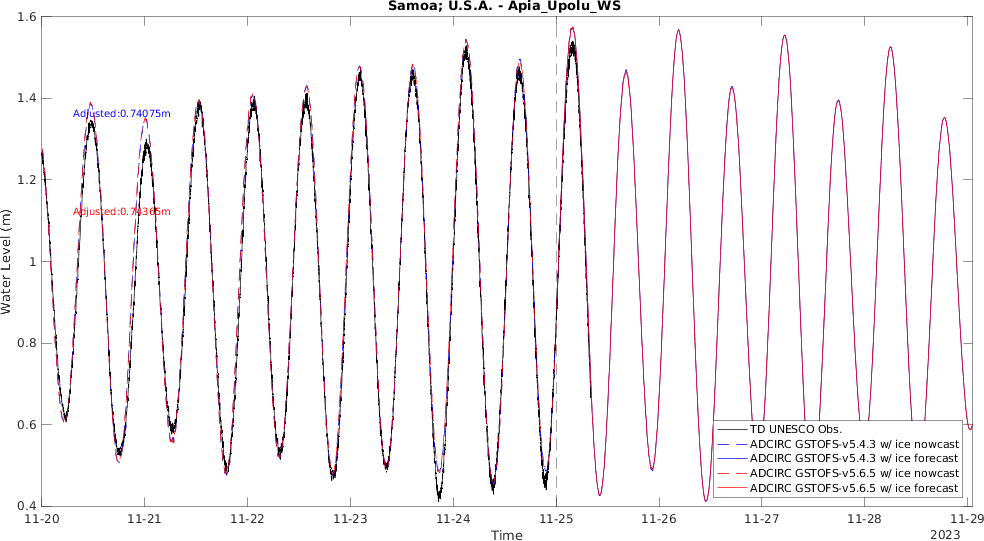 Samoa; U.S.A. - Apia_Upolu_WS
1.6
1.4
1.2
1
0.8
0.6
0.4
Water Level (m)
Adjusted:0.74075m
Adjusted:0.74365m
TD UNESCO Obs.
ADCIRC GSTOFS-v5.4.3 w/ ice nowcast
ADCIRC GSTOFS-v5.4.3 w/ ice forecast
ADCIRC GSTOFS-v5.6.5 w/ ice nowcast
ADCIRC GSTOFS-v5.6.5 w/ ice forecast
11-20 11-21 11-22 11-23 11-24 11-25 11-26 11-27 11-28 11-29
Time
2023